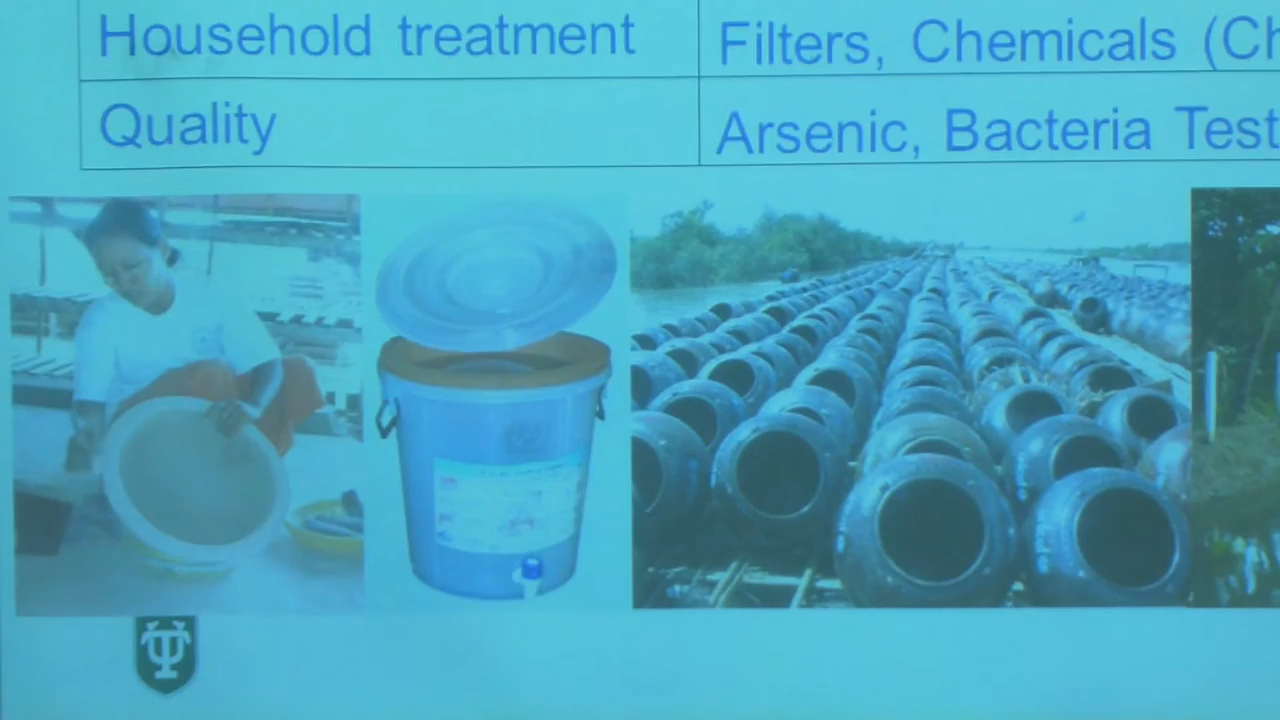 Household treatment
Filters, Chemicals (Ch
Quality
Arsenic, Bacteria Test